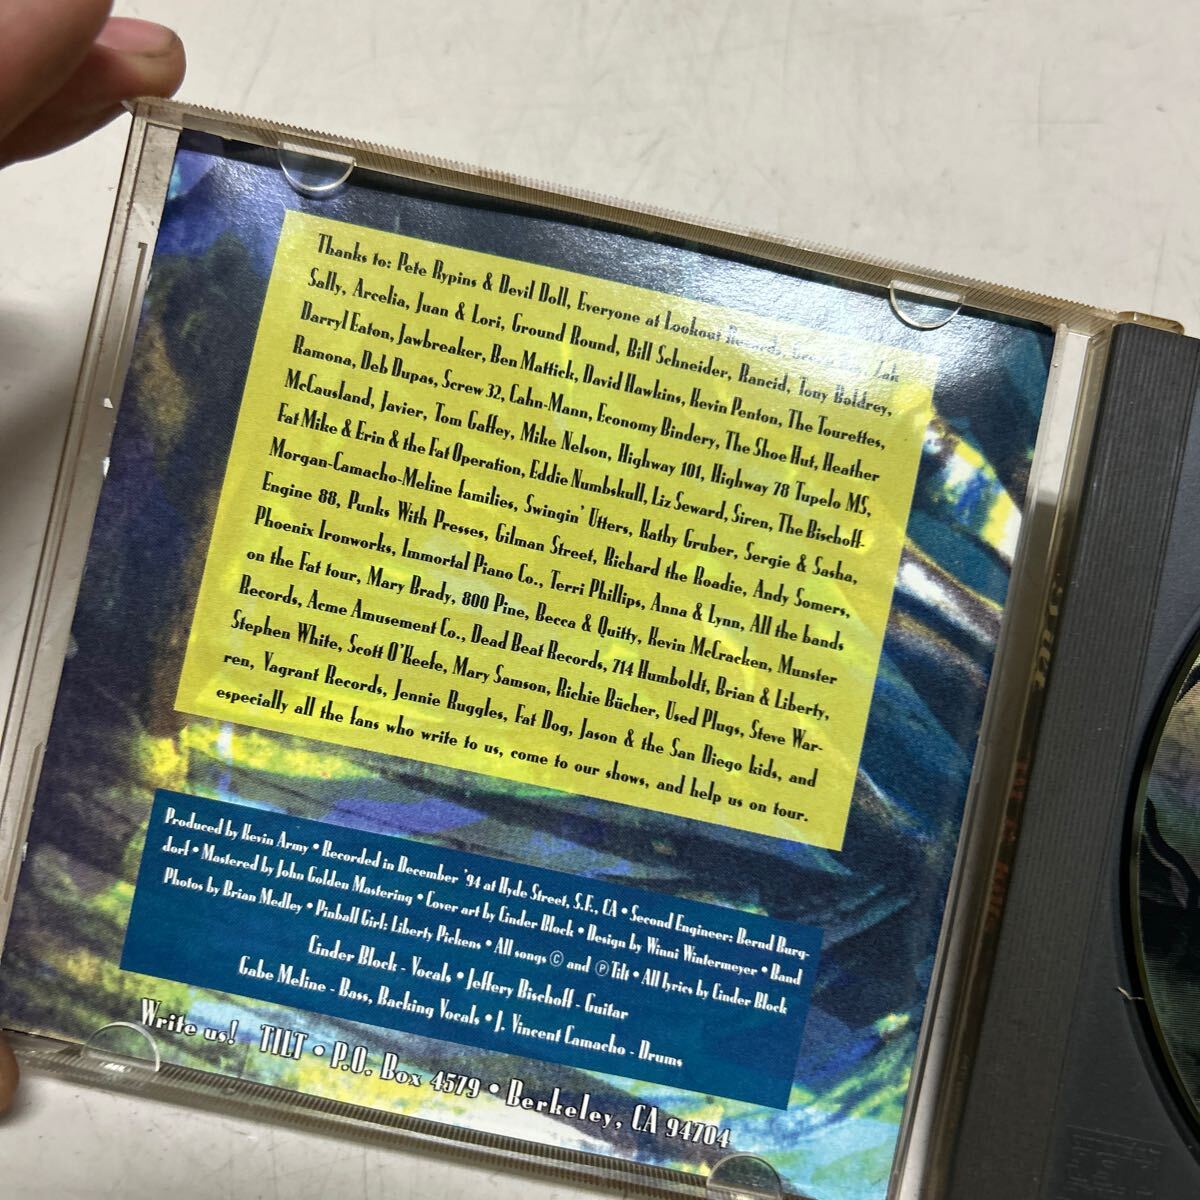 Thanks to: Pete Rypins & Devil Doll, Everyone at Lookout Records, Green Day, Zak
Sally, Arcelia, Juan & Lori, Ground Round, Bill Schneider, Rancid, Tony Boldrey,
Darryl Eaton, Jawbreaker, Ben Mattick, David Hawkins, Kevin Penton, The Tourettes,
Ramona, Deb Dupas, Screw 32, Cahn-Mann, Economy Bindery, The Shoe Hut, Heather
McCausland, Javier, Tom Gaffey, Mike Nelson, Highway 101, Highway 78 Tupelo MS,
Fat Mike & Erin & the Fat Operation, Eddie Numbskull, Liz Seward, Siren, The Bischoff-
Morgan-Camacho-Meline families, Swingin' Utters, Kathy Gruber, Sergie & Sasha,
Engine 88, Punks With Presses, Gilman Street, Richard the Roadie, Andy Somers,
Phoenix Ironworks, Immortal Piano Co., Terri Phillips, Anna & Lynn, All the bands
on the Fat tour, Mary Brady, 800 Pine, Becca & Quitty, Kevin McCracken, Munster
Records, Acme Amusement Co., Dead Beat Records, 714 Humboldt, Brian & Liberty,
Stephen White, Scott O'Keefe, Mary Samson, Richie Bücher, Used Plugs, Steve War-
ren, Vagrant Records, Jennie Ruggles, Fat Dog, Jason & the San Diego kids, and
especially all the fans who write to us, come to our shows, and help us on tour.
Produced by Kevin Army • Recorded in December '94 at Hyde Street, S.F., CA • Second Engineer: Bernd Burg-
dorf • Mastered by John Golden Mastering • Cover art by Cinder Block • Design by Winni Wintermeyer • Band
Photos by Brian Medley • Pinball Girl: Liberty Pickens • All songs © and ℗ Tilt • All lyrics by Cinder Block
Cinder Block - Vocals • Jeffery Bischoff - Guitar
Gabe Meline - Bass, Backing Vocals • J. Vincent Camacho - Drums
Write us! TILT • P.O. Box 4579 • Berkeley, CA 94704